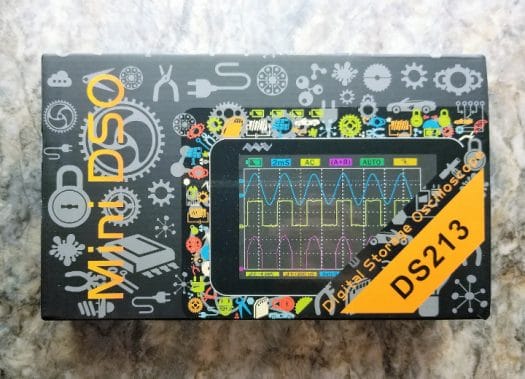 Mini DSO
2mS
AC
(A*R)
AUTO
Digital Storage Oscilloscope
DS213